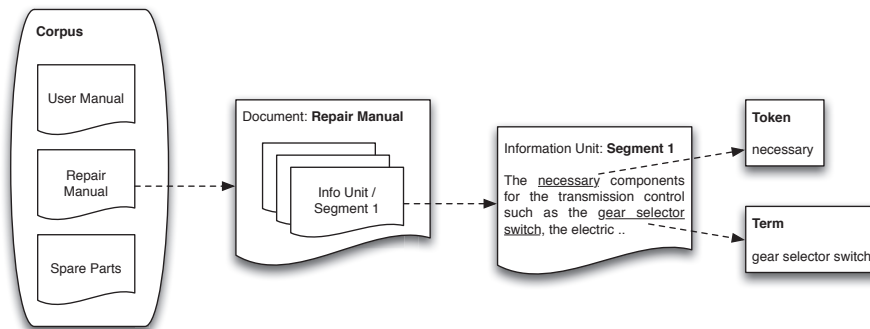 Corpus
User Manual
Repair
Manual
Spare Parts
Document: Repair Manual
Info Unit /
Segment 1
Information Unit: Segment 1
The necessary components
for the transmission control
such as the gear selector
switch, the electric ..
Token
necessary
Term
gear selector switch